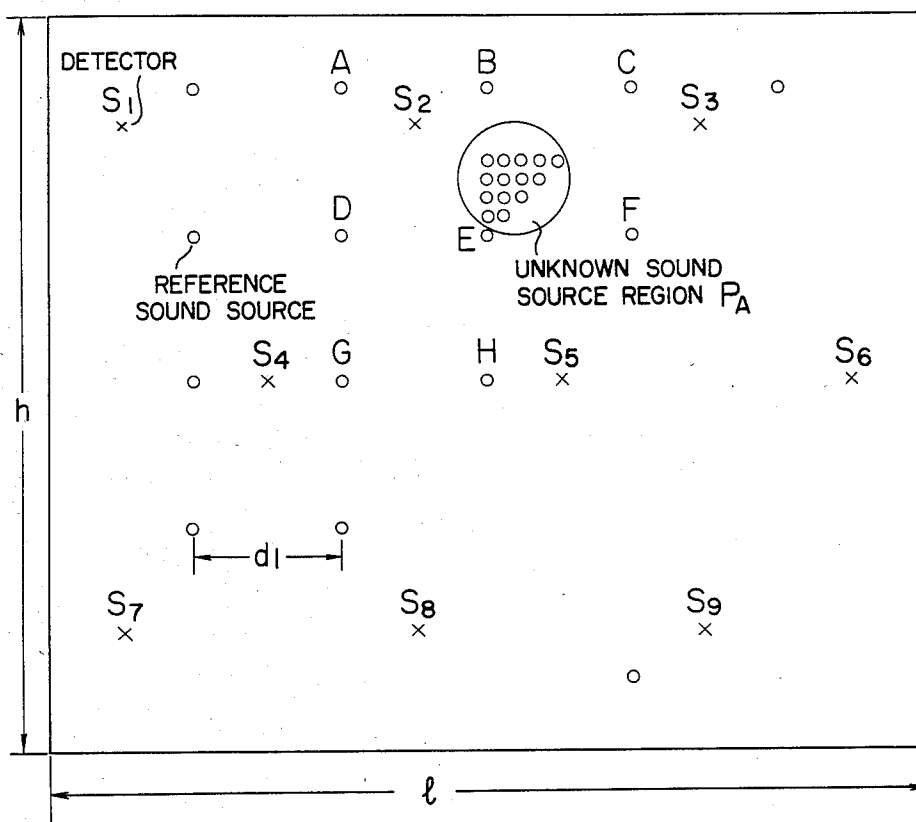 DETECTOR
A
B
C
S1
S2
S3
D
E
F
REFERENCE
SOUND SOURCE
UNKNOWN SOUND
SOURCE REGION PA
S4
G
H
S5
S6
h
d1
S7
S8
S9
ℓ